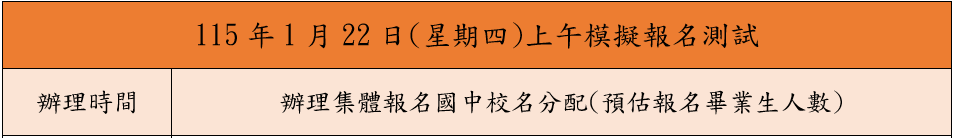 115 年 1 月 22 日(星期四)上午模擬報名測試
辦理時間
辦理集體報名國中校名分配(預估報名畢業生人數)